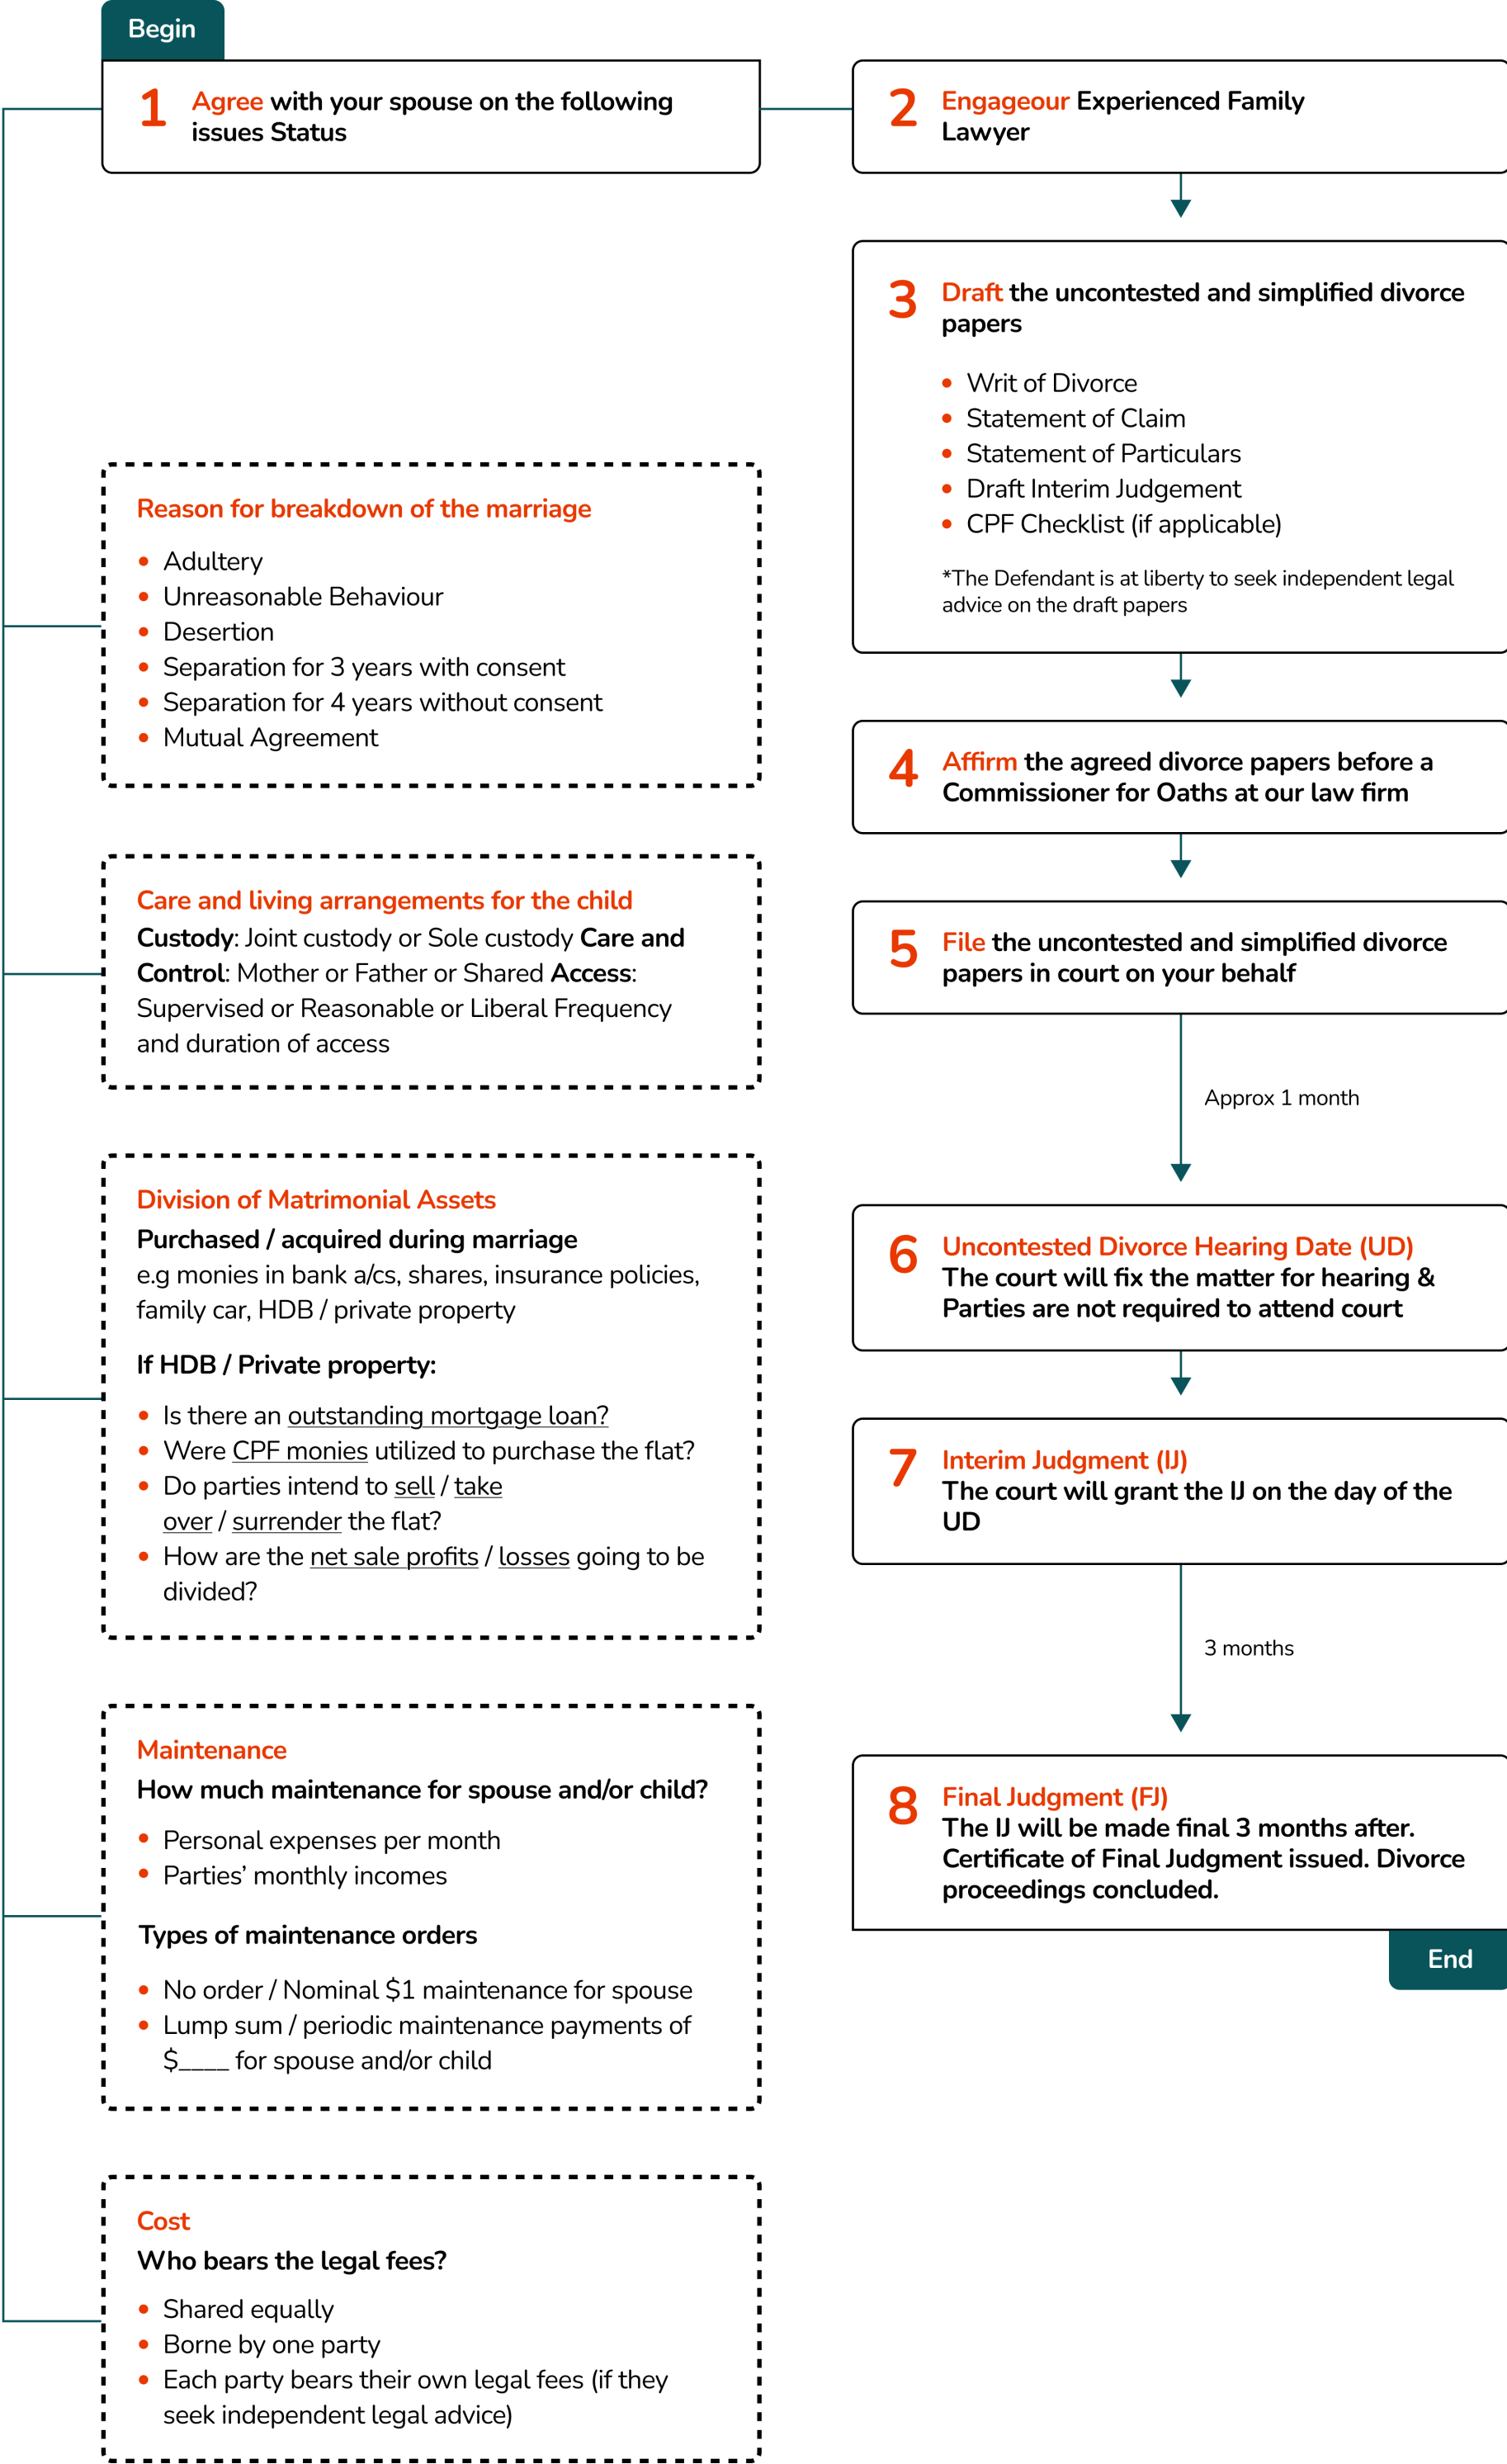 Begin
1
Agree with your spouse on the following
issues Status
Reason for breakdown of the marriage
Adultery
Unreasonable Behaviour
Desertion
Separation for 3 years with consent
Separation for 4 years without consent
Mutual Agreement
Care and living arrangements for the child
Custody: Joint custody or Sole custody Care and
Control: Mother or Father or Shared Access:
Supervised or Reasonable or Liberal Frequency
and duration of access
Division of Matrimonial Assets
Purchased / acquired during marriage
e.g monies in bank a/cs, shares, insurance policies,
family car, HDB / private property
If HDB / Private property:
Is there an outstanding mortgage loan?
Were CPF monies utilized to purchase the flat?
Do parties intend to sell / take
over / surrender the flat?
How are the net sale profits / losses going to be
divided?
Maintenance
How much maintenance for spouse and/or child?
Personal expenses per month
Parties’ monthly incomes
Types of maintenance orders
No order / Nominal $1 maintenance for spouse
Lump sum / periodic maintenance payments of
$____ for spouse and/or child
Cost
Who bears the legal fees?
Shared equally
Borne by one party
Each party bears their own legal fees (if they
seek independent legal advice)
2
Engageour Experienced Family
Lawyer
3
Draft the uncontested and simplified divorce
papers
Writ of Divorce
Statement of Claim
Statement of Particulars
Draft Interim Judgement
CPF Checklist (if applicable)
*The Defendant is at liberty to seek independent legal
advice on the draft papers
4
Affirm the agreed divorce papers before a
Commissioner for Oaths at our law firm
5
File the uncontested and simplified divorce
papers in court on your behalf
Approx 1 month
6
Uncontested Divorce Hearing Date (UD)
The court will fix the matter for hearing &
Parties are not required to attend court
7
Interim Judgment (IJ)
The court will grant the IJ on the day of the
UD
3 months
8
Final Judgment (FJ)
The IJ will be made final 3 months after.
Certificate of Final Judgment issued. Divorce
proceedings concluded.
End